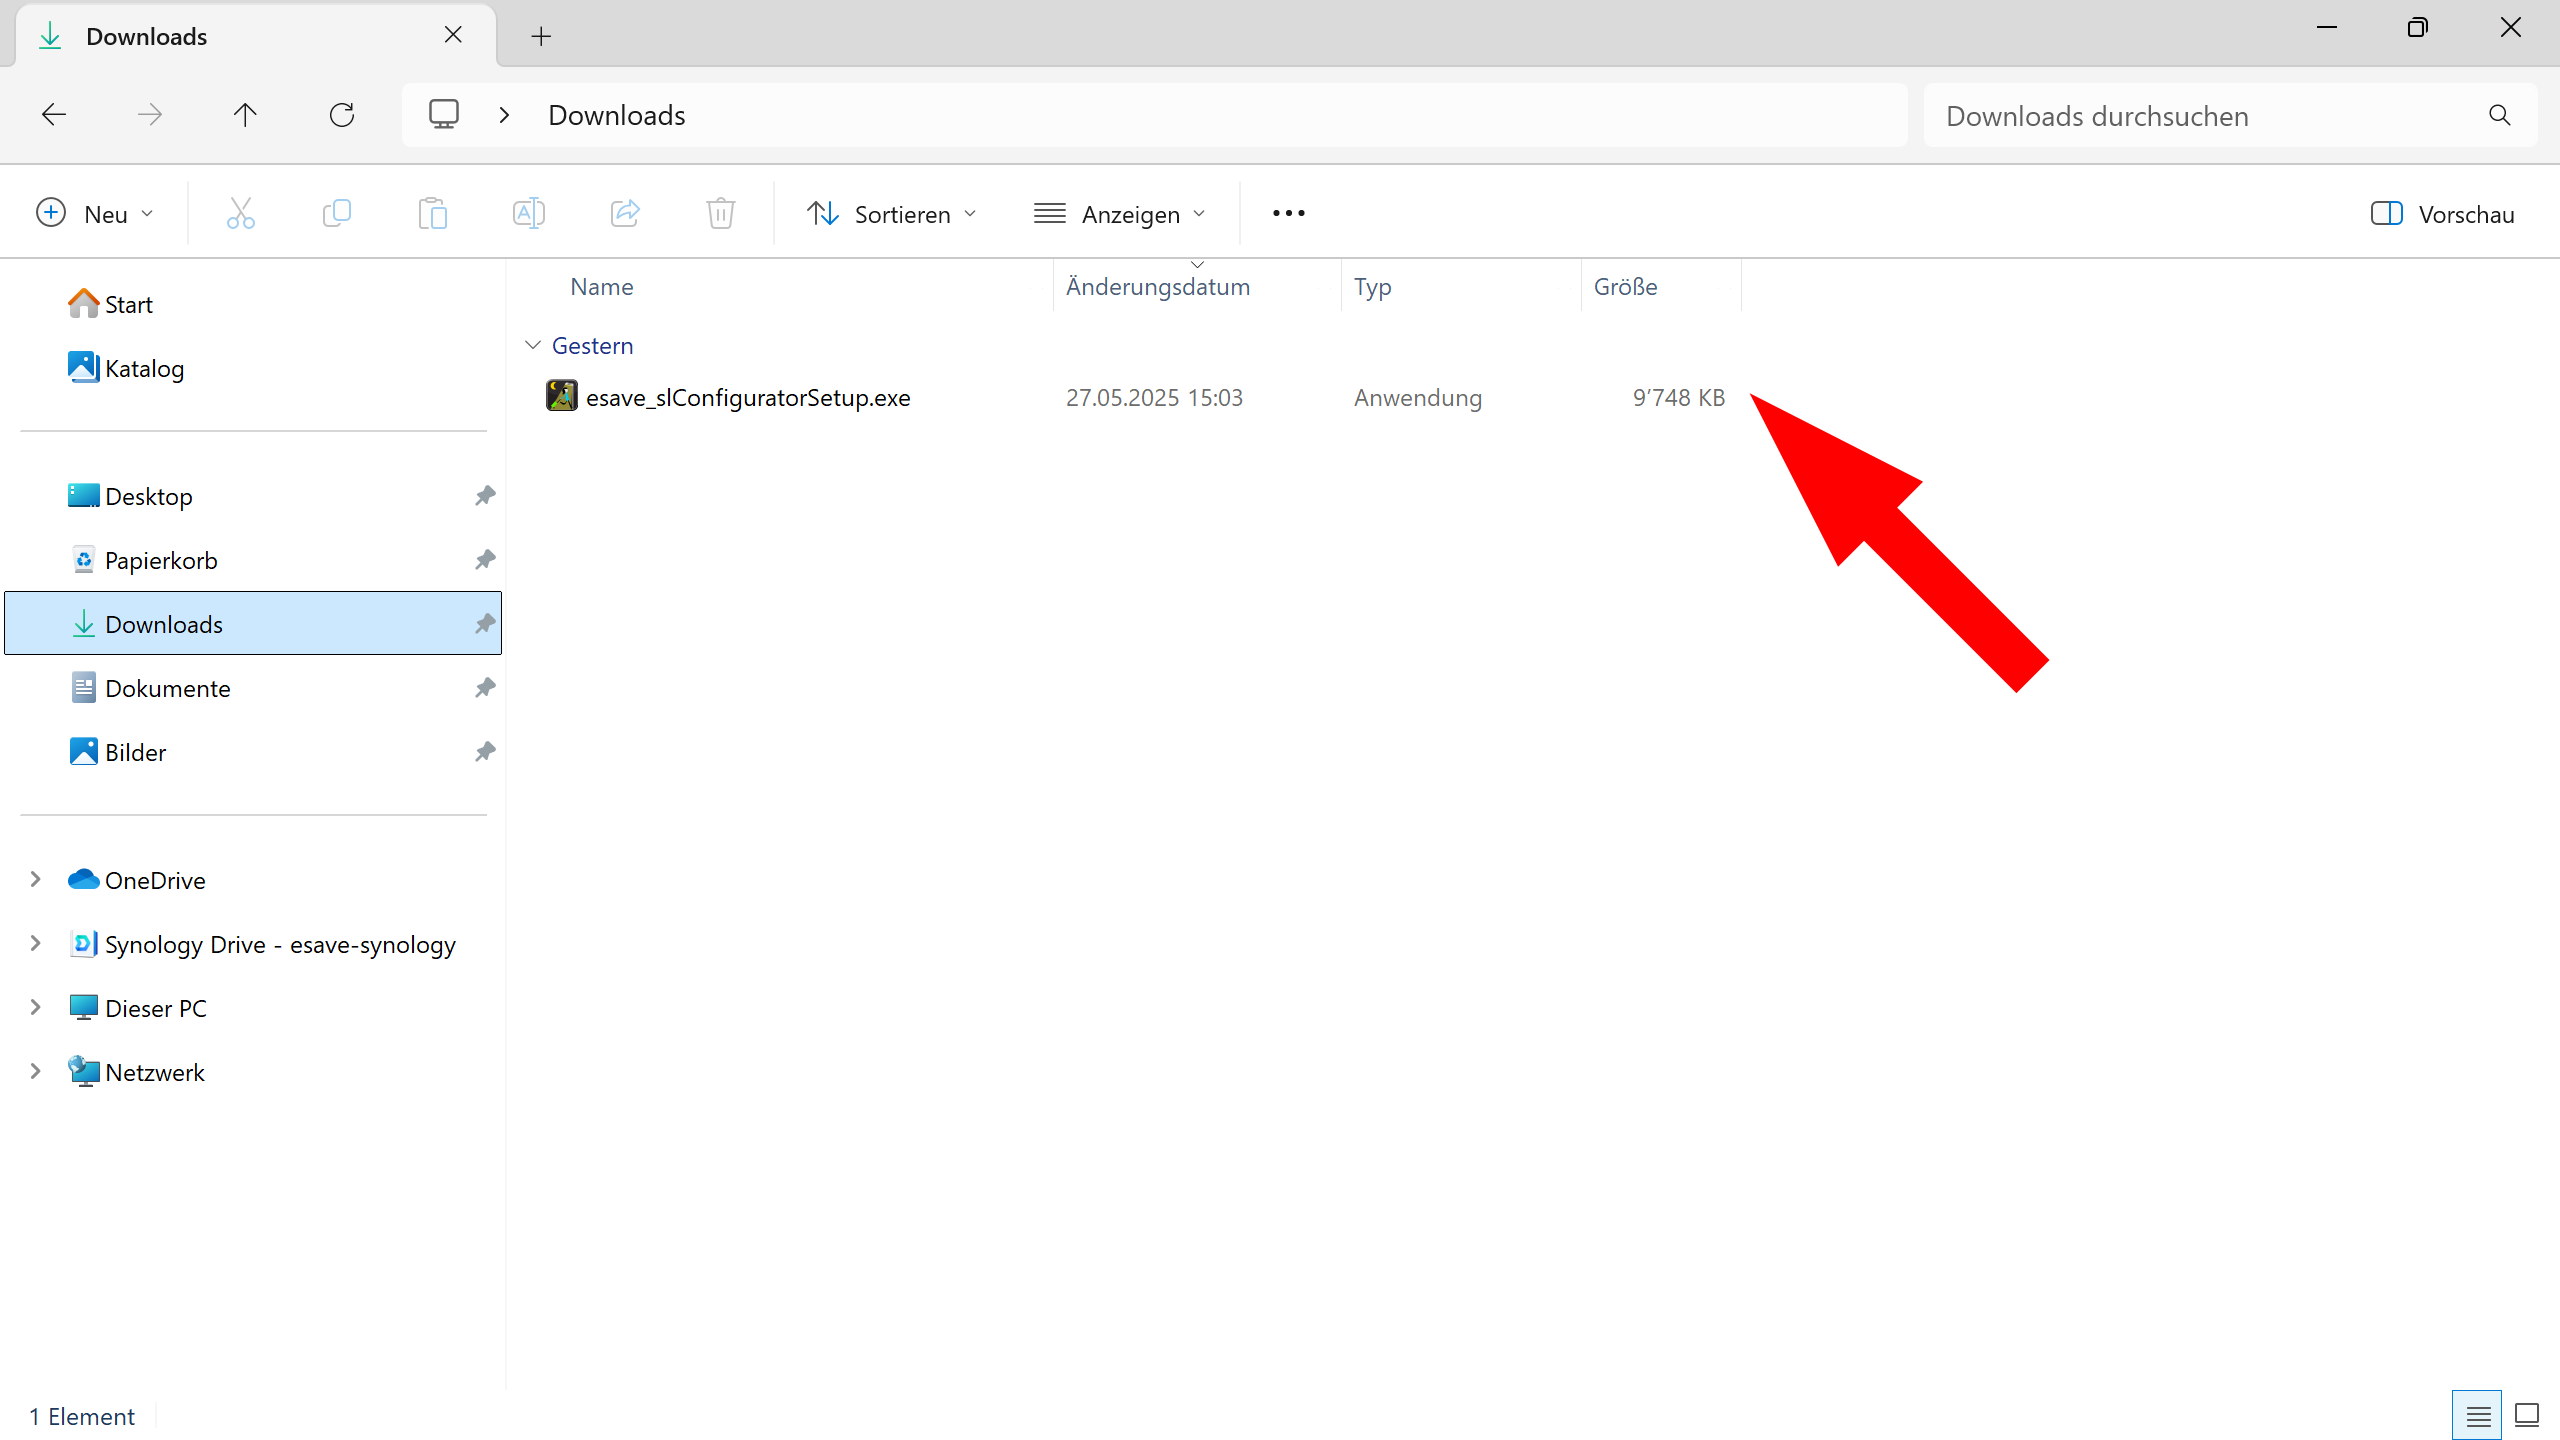 Downloads
Downloads
Downloads durchsuchen
Neu
Sortieren
Anzeigen
Vorschau
Name
Änderungsdatum
Typ
Größe
Start
Katalog
Gestern
esave_slConfiguratorSetup.exe
27.05.2025 15:03
Anwendung
9’748 KB
Desktop
Papierkorb
Downloads
Dokumente
Bilder
OneDrive
Synology Drive - esave-synology
Dieser PC
Netzwerk
1 Element